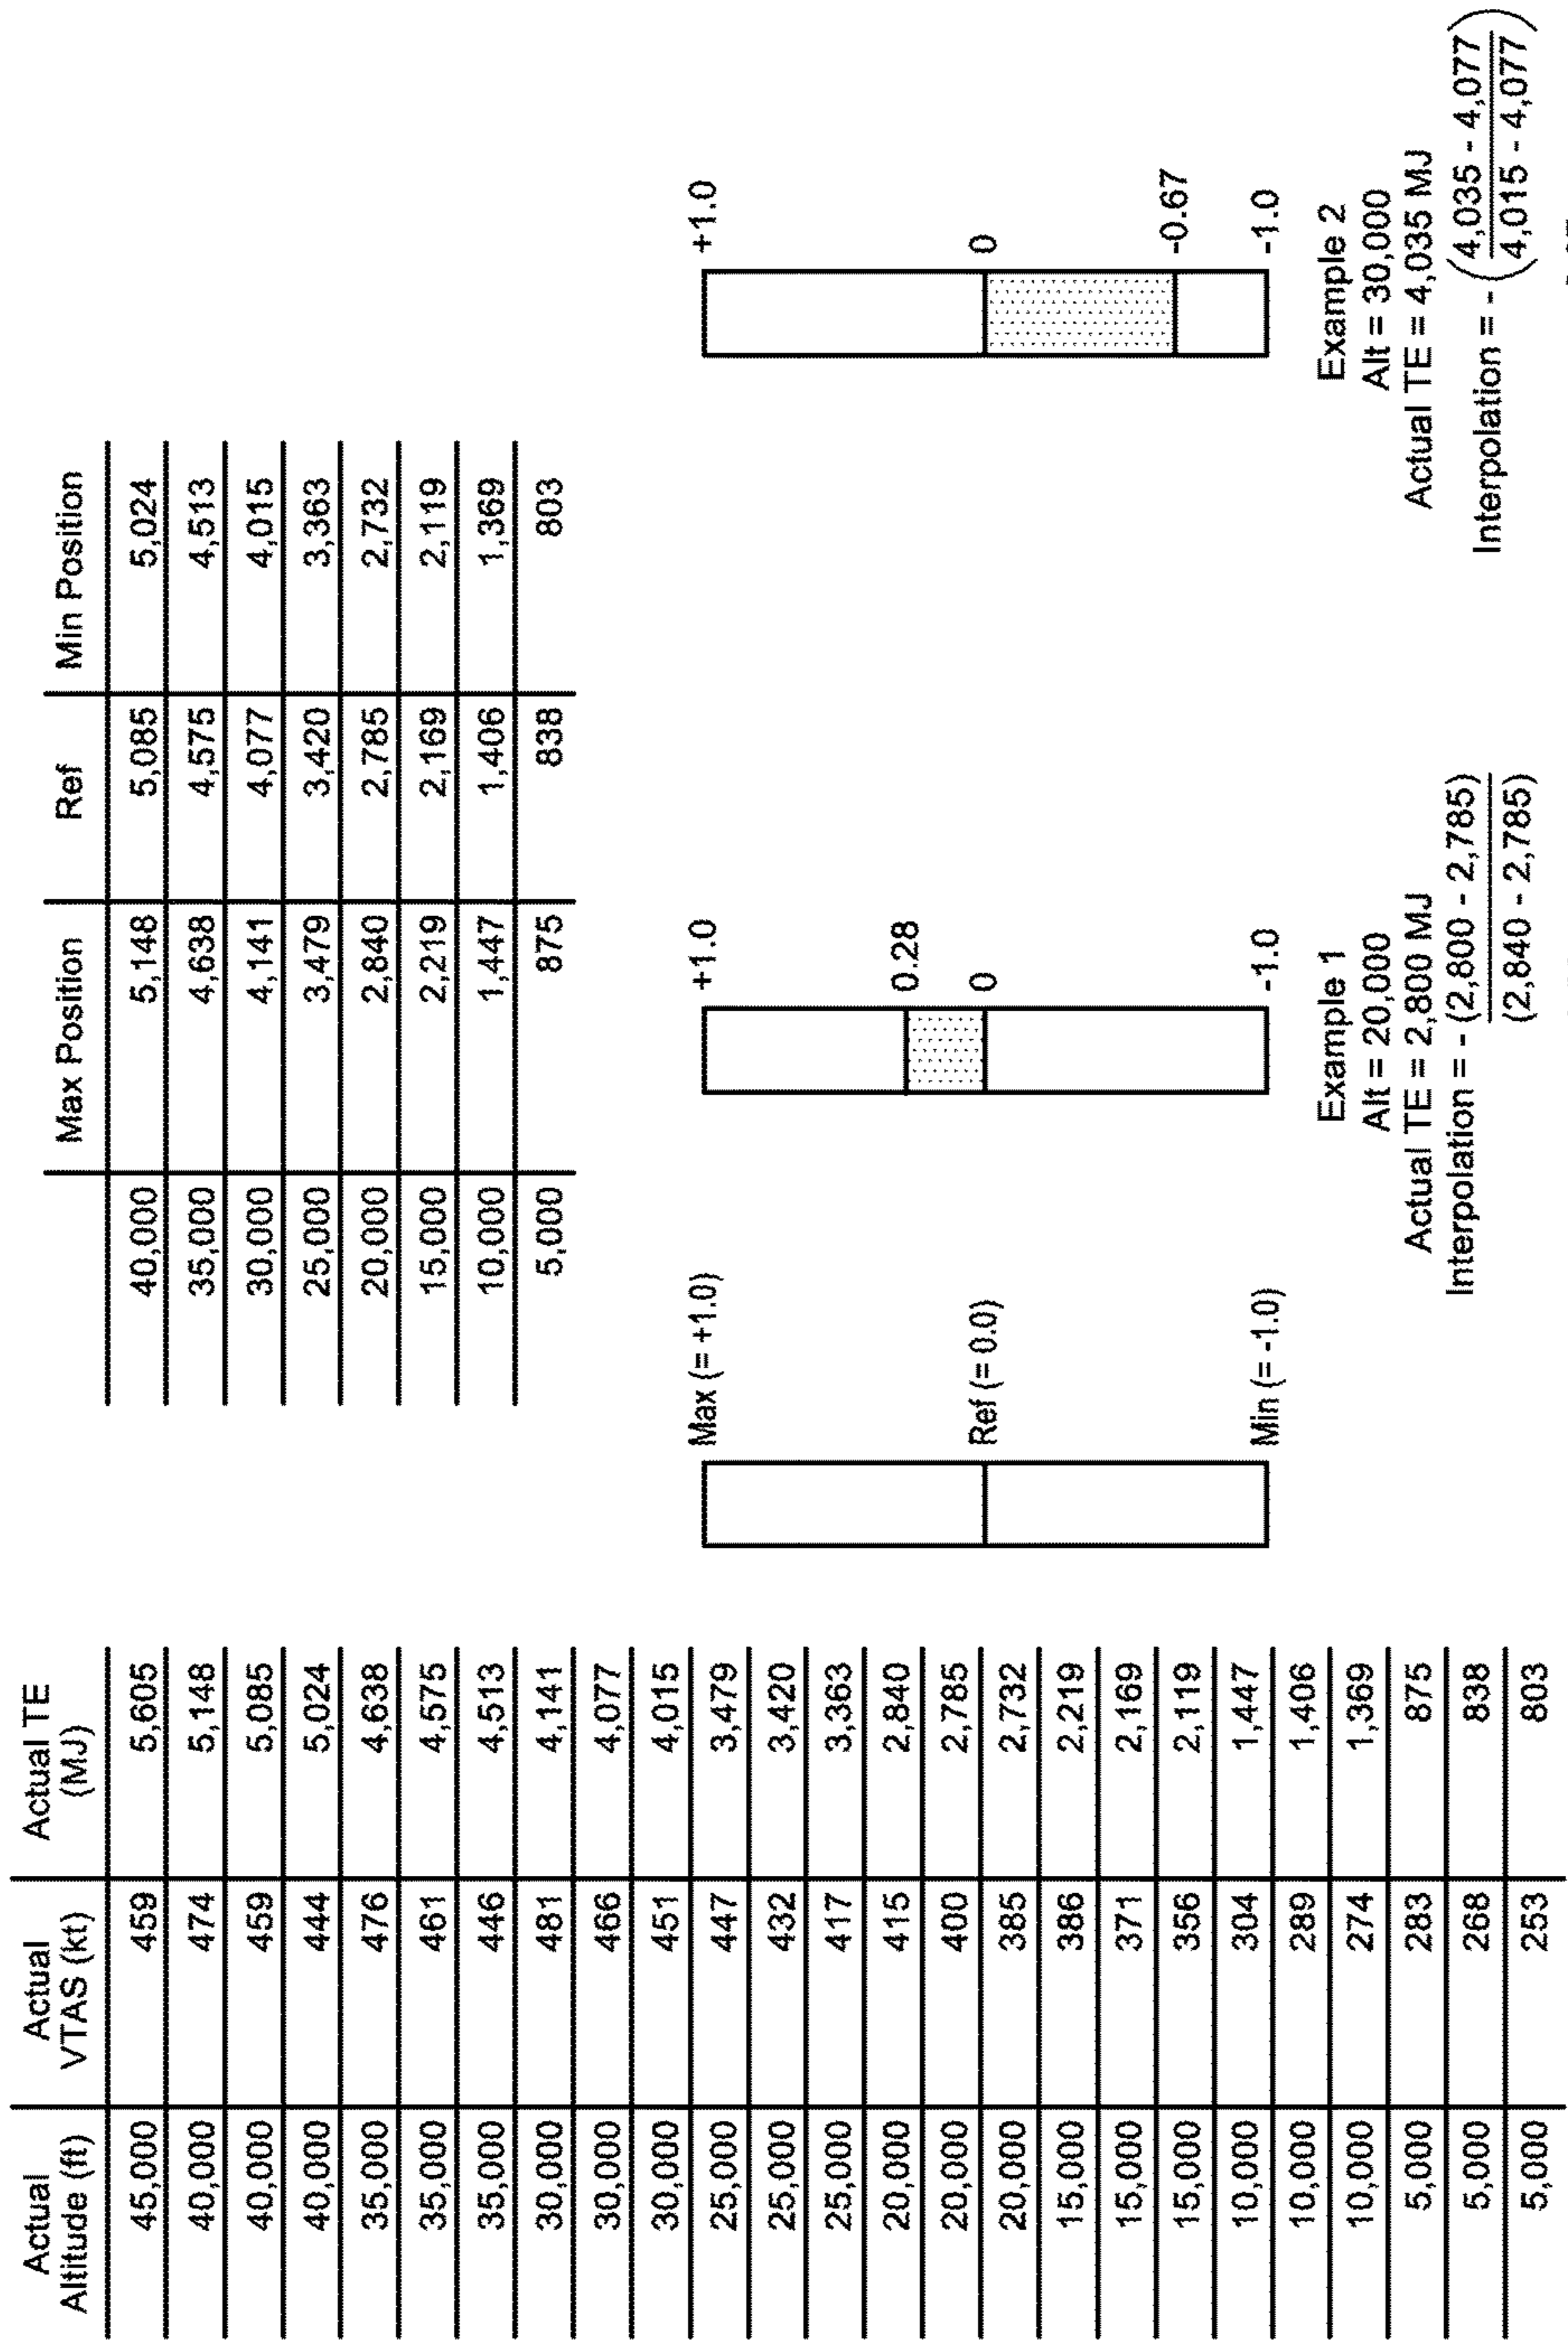 Actual Altitude (ft) Actual VTAS (kt) Actual TE (MJ)
45,000 459 5,605
40,000 474 5,148
40,000 459 5,085
40,000 444 5,024
35,000 476 4,638
35,000 461 4,575
35,000 446 4,513
30,000 481 4,141
30,000 466 4,077
30,000 451 4,015
25,000 447 3,479
25,000 432 3,420
25,000 417 3,363
20,000 415 2,840
20,000 400 2,785
20,000 385 2,732
15,000 386 2,219
15,000 371 2,169
15,000 356 2,119
10,000 304 1,447
10,000 289 1,406
10,000 274 1,369
5,000 283 875
5,000 268 838
5,000 253 803
Max Position Ref Min Position
40,000 5,148 5,085 5,024
35,000 4,638 4,575 4,513
30,000 4,141 4,077 4,015
25,000 3,479 3,420 3,363
20,000 2,840 2,785 2,732
15,000 2,219 2,169 2,119
10,000 1,447 1,406 1,369
5,000 875 838 803
Max (= +1.0)
Ref (= 0.0)
Min (= -1.0)
+1.0
0.28
0
-1.0
Example 1
Alt = 20,000
Actual TE = 2,800 MJ
Interpolation = - (2,800 - 2,785)
(2,840 - 2,785)
+1.0
0
-0.67
-1.0
Example 2
Alt = 30,000
Actual TE = 4,035 MJ
Interpolation = - (4,035 - 4,077
4,015 - 4,077)